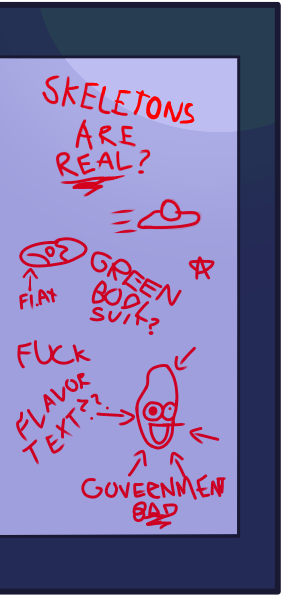 SKELETONS
ARE
REAL?
FLAT
GREEN
BODY
SUIT?
FUCK
FLAVOR
TEXT??
GOVERNMENT
BAD